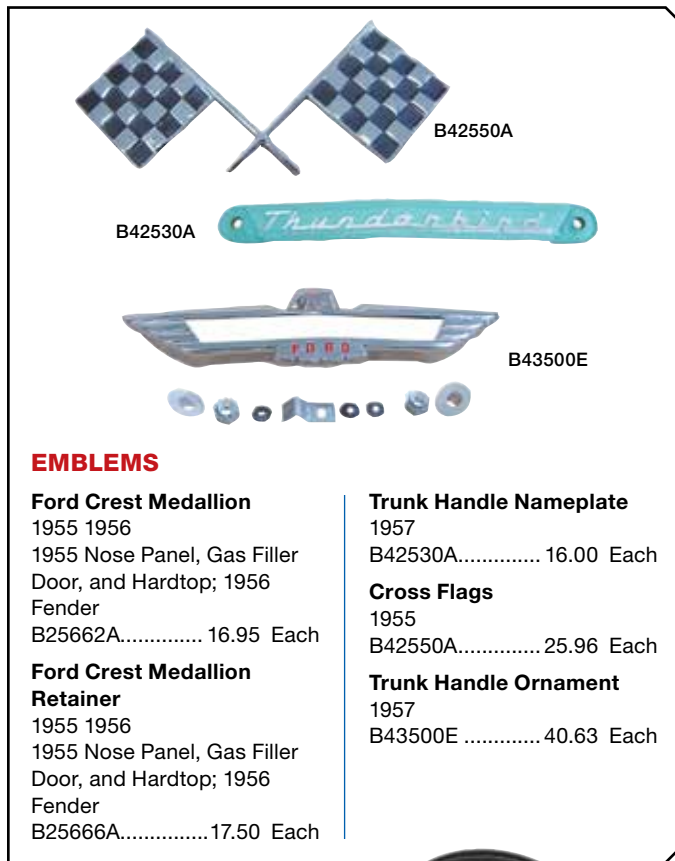 B42550A
B42530A
Thunderbird
FORD
B43500E
EMBLEMS
Ford Crest Medallion
1955 1956
1955 Nose Panel, Gas Filler
Door, and Hardtop; 1956
Fender
B25662A.............. 16.95 Each
Ford Crest Medallion
Retainer
1955 1956
1955 Nose Panel, Gas Filler
Door, and Hardtop; 1956
Fender
B25666A...............17.50 Each
Trunk Handle Nameplate
1957
B42530A.............. 16.00 Each
Cross Flags
1955
B42550A.............. 25.96 Each
Trunk Handle Ornament
1957
B43500E ............. 40.63 Each